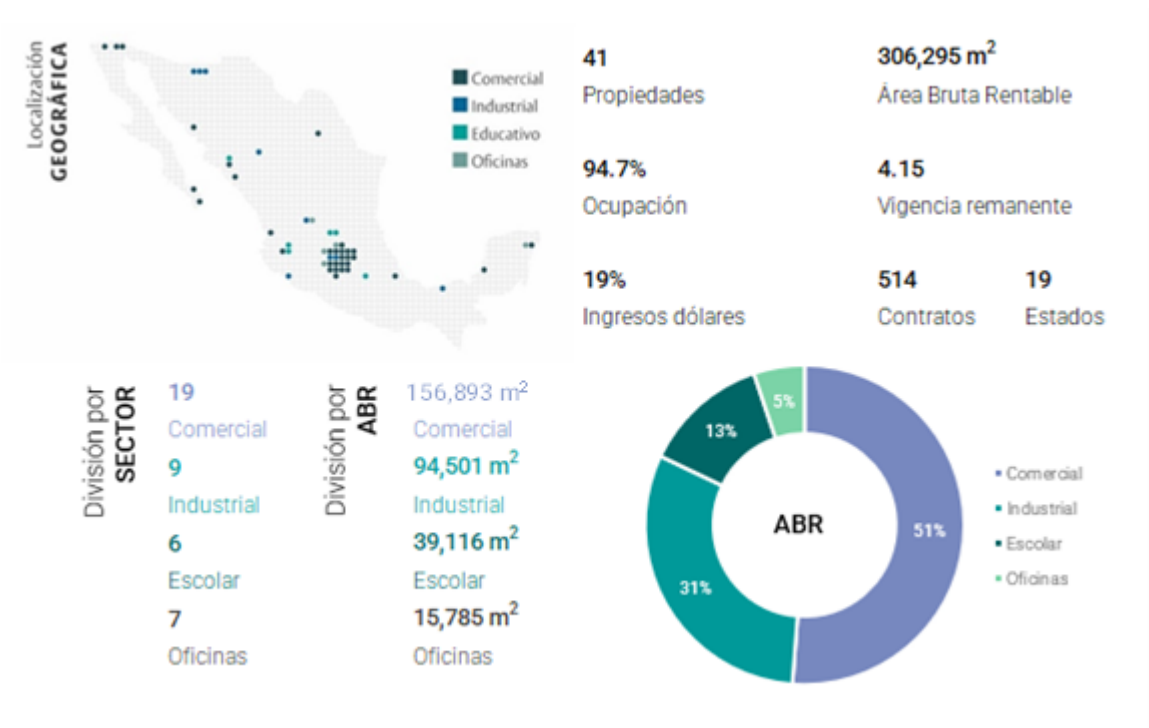 Localización
GEOGRÁFICA
Comercial
Industrial
Educativo
Oficinas
41
Propiedades
306,295 m²
Área Bruta Rentable
94.7%
Ocupación
4.15
Vigencia remanente
19%
Ingresos dólares
514
Contratos
19
Estados
División por
SECTOR
19
Comercial
9
Industrial
6
Escolar
7
Oficinas
División por
ABR
156,893 m²
Comercial
94,501 m²
Industrial
39,116 m²
Escolar
15,785 m²
Oficinas
5%
13%
31%
51%
ABR
Comercial
Industrial
Escolar
Oficinas